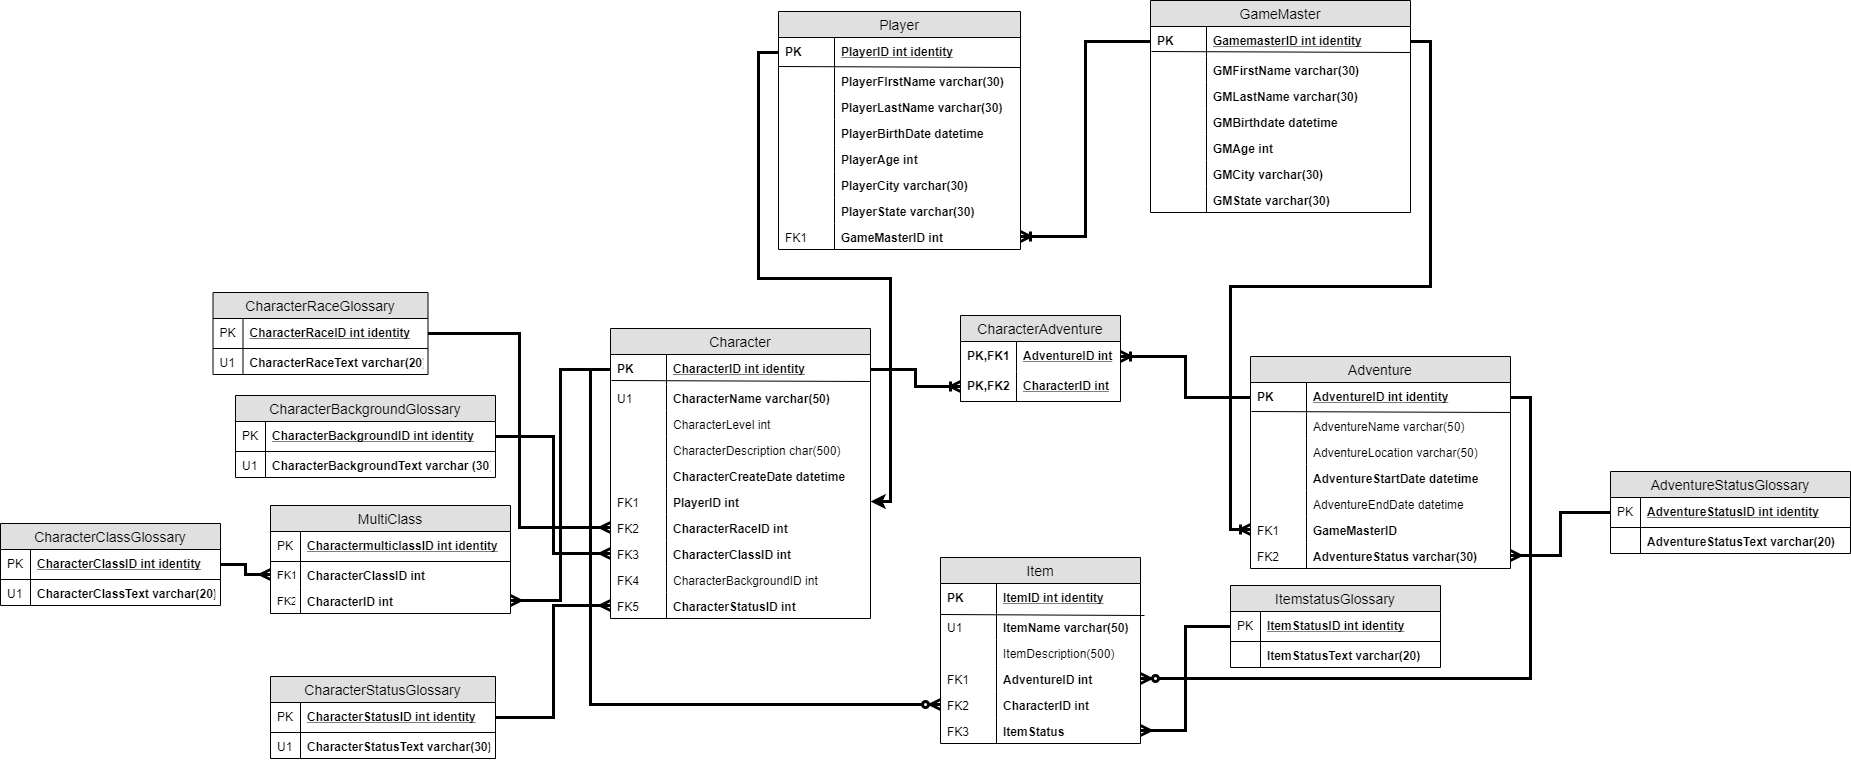 Player
PK PlayerID int identity
PlayerFIrstName varchar(30)
PlayerLastName varchar(30)
PlayerBirthDate datetime
PlayerAge int
PlayerCity varchar(30)
PlayerState varchar(30)
FK1 GameMasterID int
GameMaster
PK GamemasterID int identity
GMFirstName varchar(30)
GMLastName varchar(30)
GMBirthdate datetime
GMAge int
GMCity varchar(30)
GMState varchar(30)
CharacterRaceGlossary
PK CharacterRaceID int identity
U1 CharacterRaceText varchar(20)
CharacterBackgroundGlossary
PK CharacterBackgroundID int identity
U1 CharacterBackgroundText varchar (30)
CharacterClassGlossary
PK CharacterClassID int identity
U1 CharacterClassText varchar(20)
MultiClass
PK CharactermulticlassID int identity
FK1 CharacterClassID int
FK2 CharacterID int
CharacterStatusGlossary
PK CharacterStatusID int identity
U1 CharacterStatusText varchar(30)
Character
PK CharacterID int identity
U1 CharacterName varchar(50)
CharacterLevel int
CharacterDescription char(500)
CharacterCreateDate datetime
FK1 PlayerID int
FK2 CharacterRaceID int
FK3 CharacterClassID int
FK4 CharacterBackgroundID int
FK5 CharacterStatusID int
CharacterAdventure
PK,FK1 AdventureID int
PK,FK2 CharacterID int
Adventure
PK AdventureID int identity
AdventureName varchar(50)
AdventureLocation varchar(50)
AdventureStartDate datetime
AdventureEndDate datetime
FK1 GameMasterID
FK2 AdventureStatus varchar(30)
AdventureStatusGlossary
PK AdventureStatusID int identity
AdventureStatusText varchar(20)
Item
PK ItemID int identity
U1 ItemName varchar(50)
ItemDescription(500)
FK1 AdventureID int
FK2 CharacterID int
FK3 ItemStatus
ItemstatusGlossary
PK ItemStatusID int identity
ItemStatusText varchar(20)